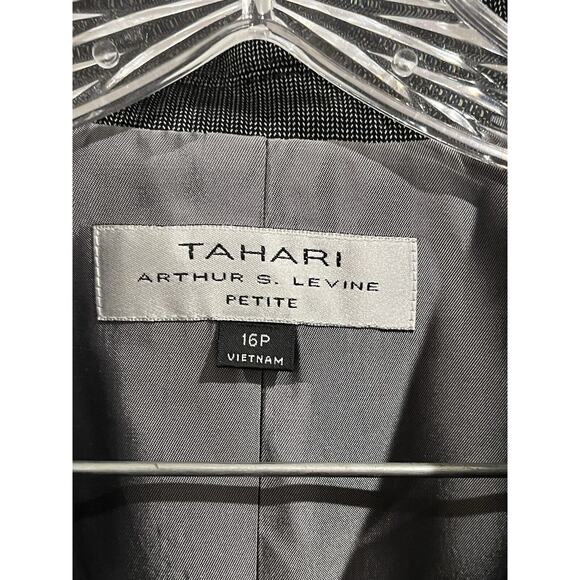 TAHARI
ARTHUR S. LEVINE
PETITE
16P
VIETNAM